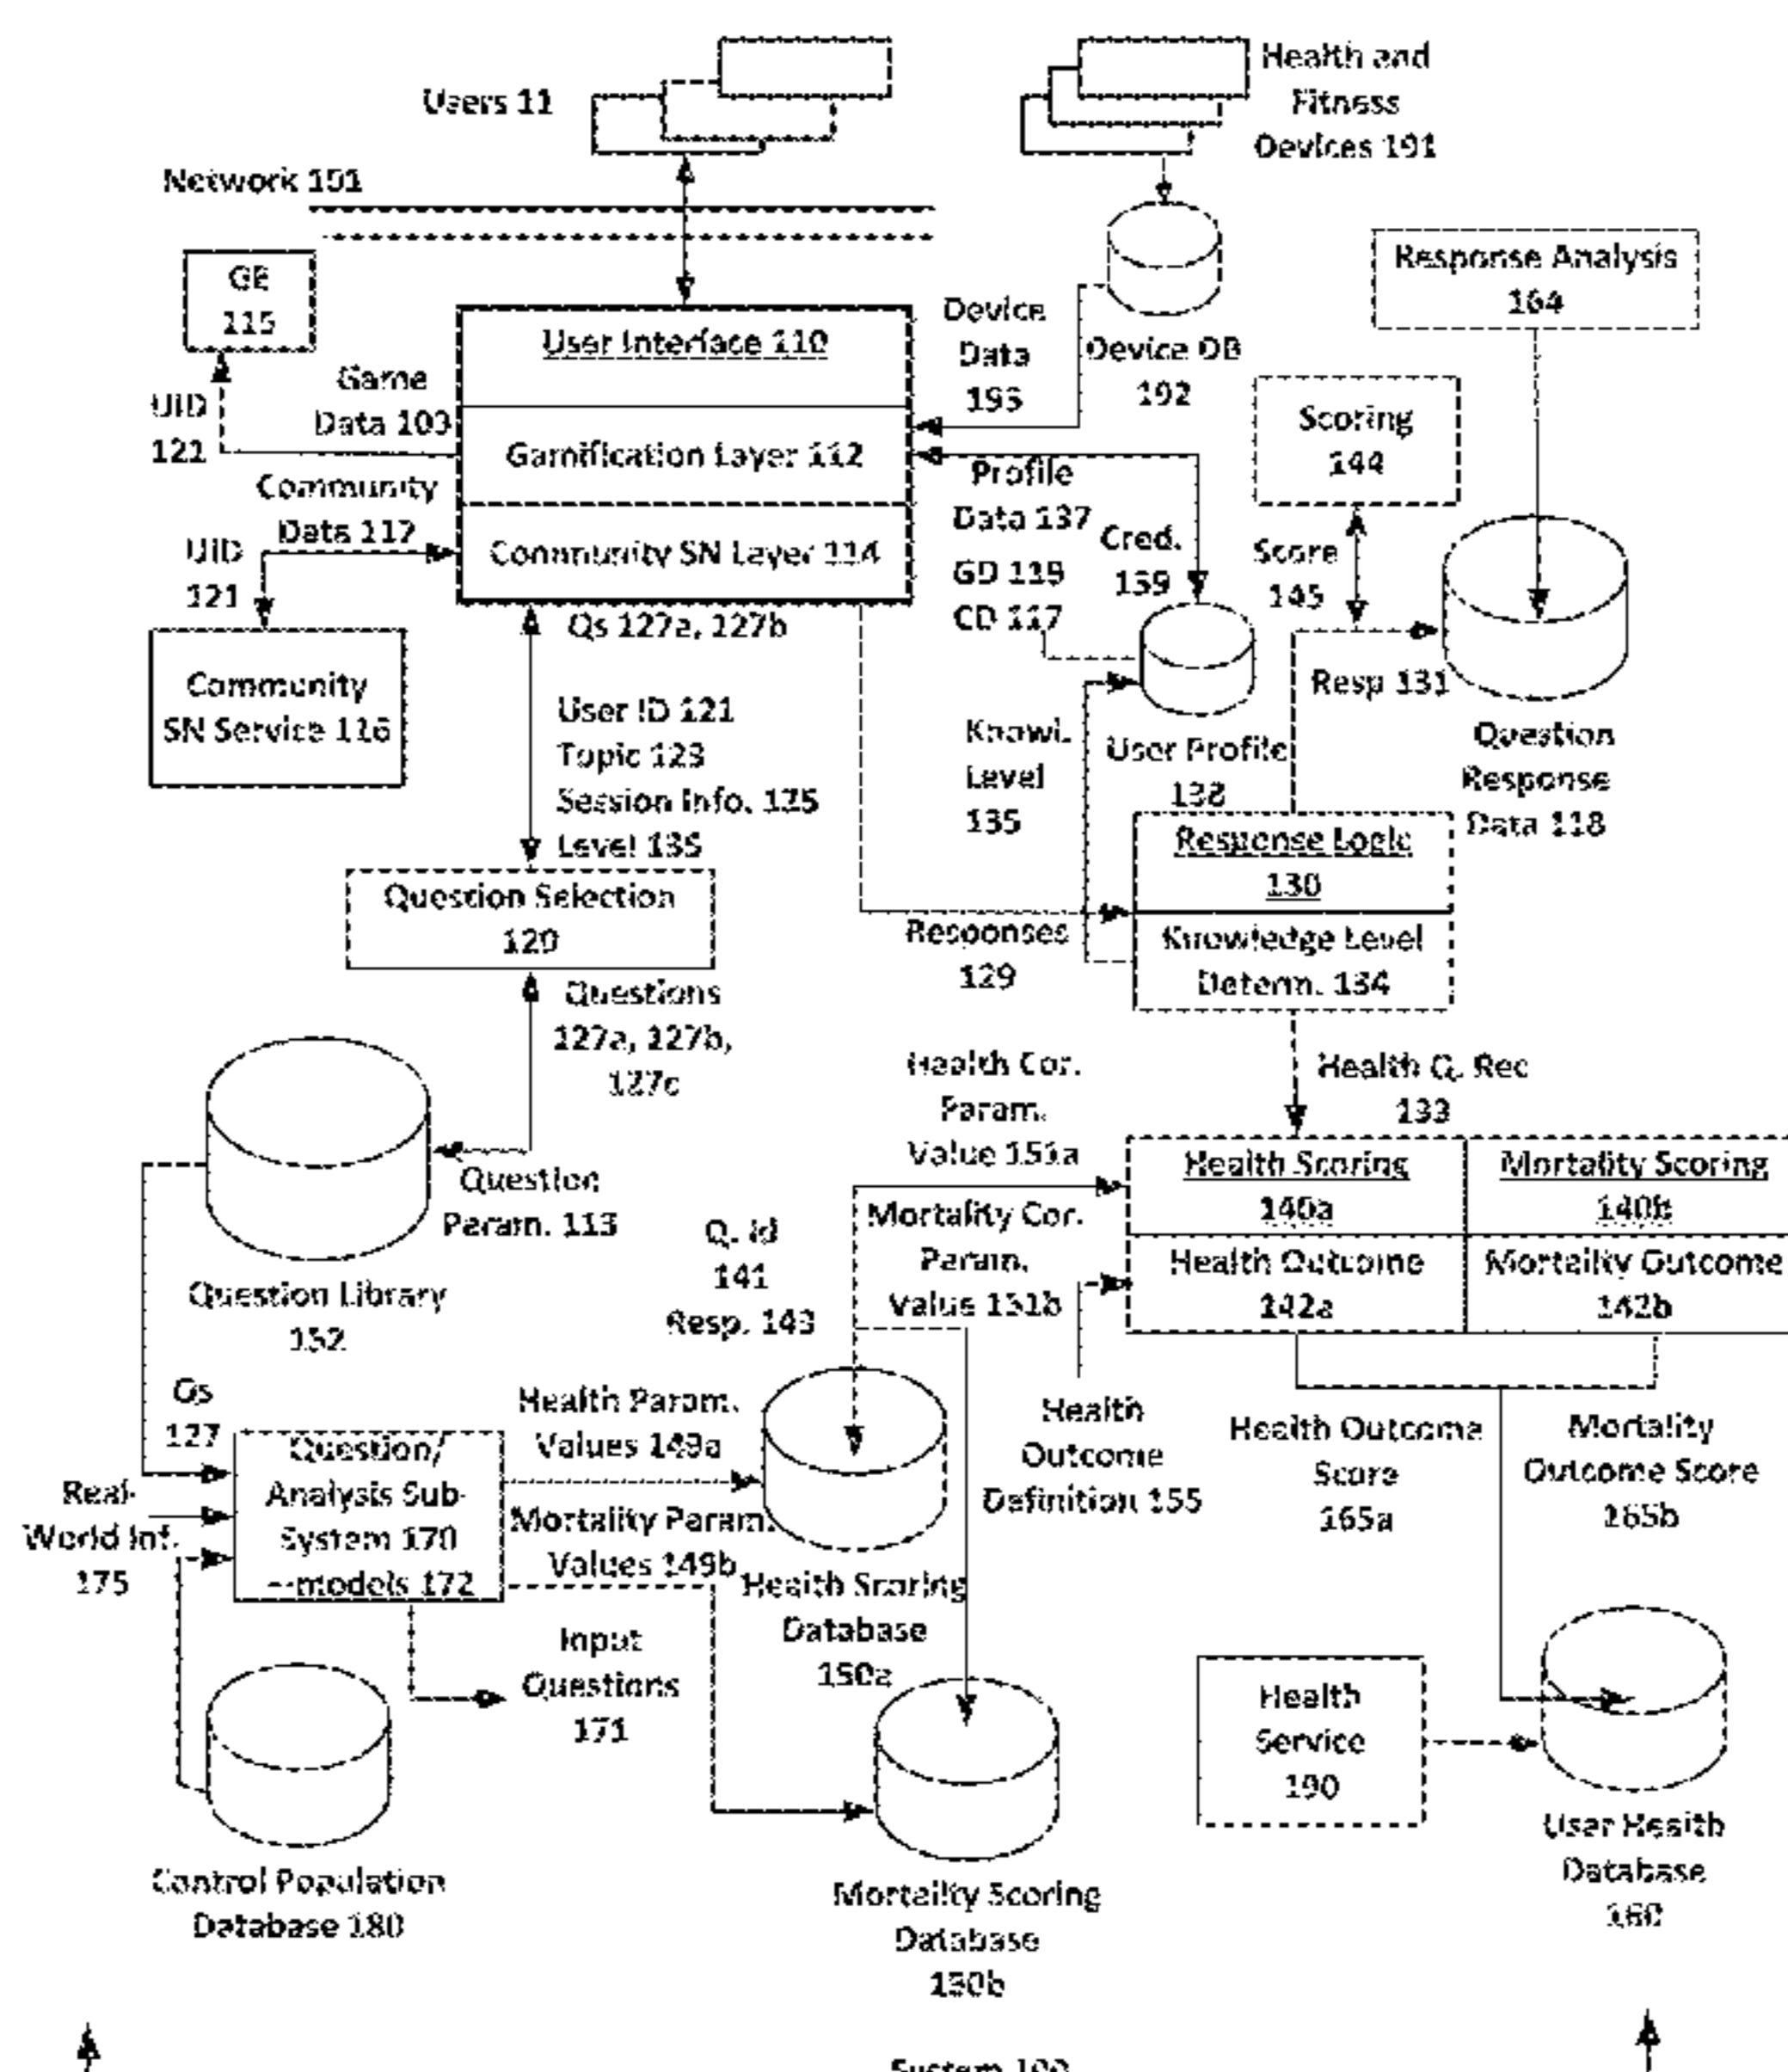 Users 11
Health and
Fitness
Devices 191
Network 101
GE
115
Response Analysis
164
User Interface 110
Device
Data
193
Device DB
192
Game
Data 103
UID
121
Scoring
144
Gamification Layer 112
Profile
Data 137
Community
Data 117
Cred.
139
Score
145
UID
121
Community SN Layer 114
GD 119
CD 117
Qs 127a, 127b
Resp 131
Community
SN Service 116
User ID 121
Topic 123
Session Info. 125
Level 135
Knowl.
Level
135
User Profile
138
Question
Response
Data 118
Response Logic
130
Question Selection
120
Responses
129
Knowledge Level
Determ. 134
Questions
127a, 127b,
127c
Health Cor.
Param.
Value 151a
Health Q. Rec
133
Question
Param. 113
Health Scoring
140a
Mortality Scoring
140b
Q. Id
141
Resp. 143
Mortality Cor.
Param.
Value 151b
Health Outcome
142a
Mortality Outcome
142b
Question Library
152
Qs
127
Health Param.
Values 149a
Health
Outcome
Definition 155
Health Outcome
Score
165a
Mortality
Outcome Score
165b
Question/
Analysis Sub-
System 170
--models 172
Real-
World Inf.
175
Mortality Param.
Values 149b
Health Scoring
Database
150a
Input
Questions
171
Health
Service
190
User Health
Database
160
Control Population
Database 180
Mortality Scoring
Database
150b
System 100